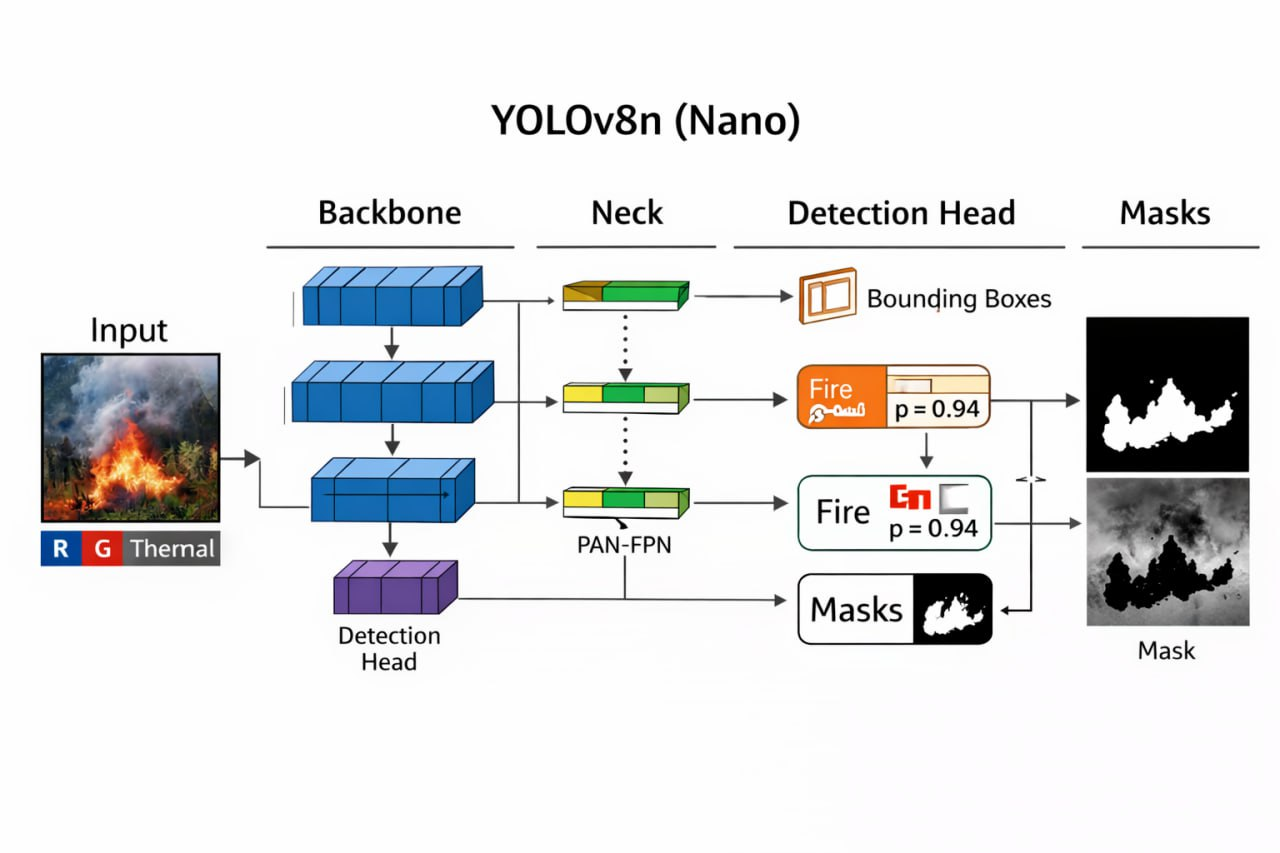 YOLOv8n (Nano)
Backbone
Neck
Detection Head
Masks
Input
R G Thernal
Detection
Head
PAN-FPN
Bounding Boxes
Fire
p = 0.94
Fire
p = 0.94
Masks
Mask